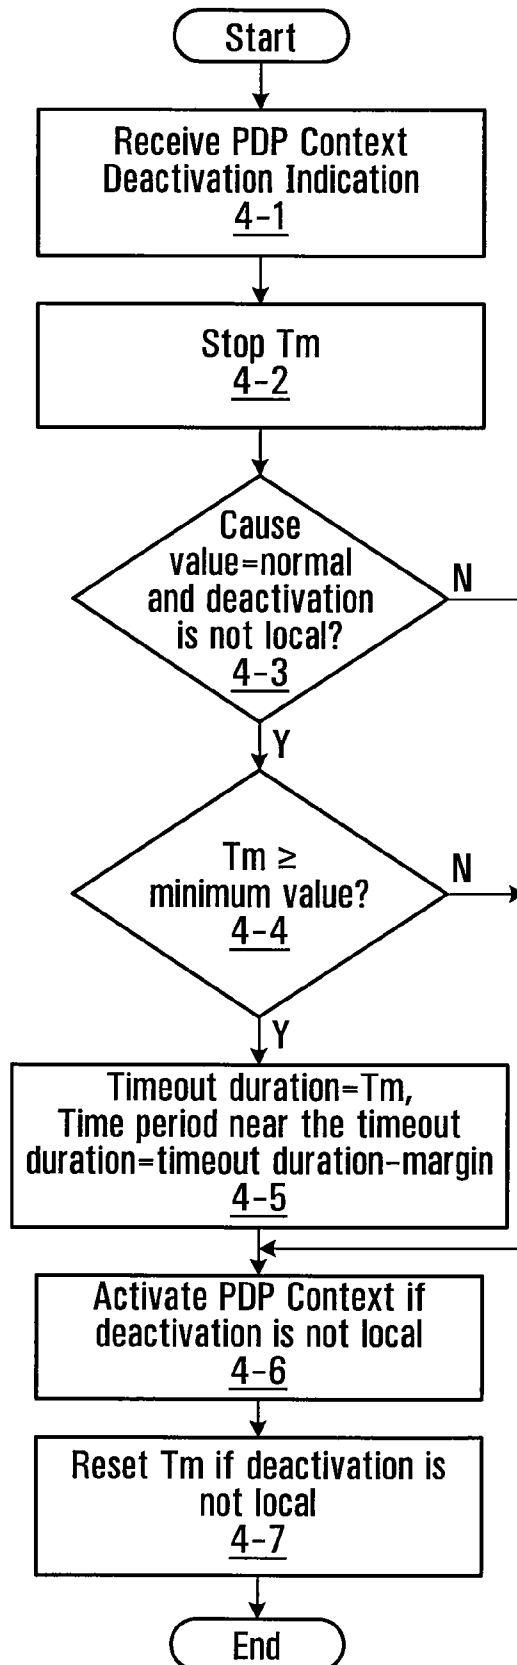 Start
Receive PDP Context
Deactivation Indication
4-1
Stop Tm
4-2
Cause
value=normal
and deactivation
is not local?
4-3
N
Y
Tm ≥
minimum value?
4-4
N
Y
Timeout duration=Tm,
Time period near the timeout
duration=timeout duration-margin
4-5
Activate PDP Context if
deactivation is not local
4-6
Reset Tm if deactivation is
not local
4-7
End